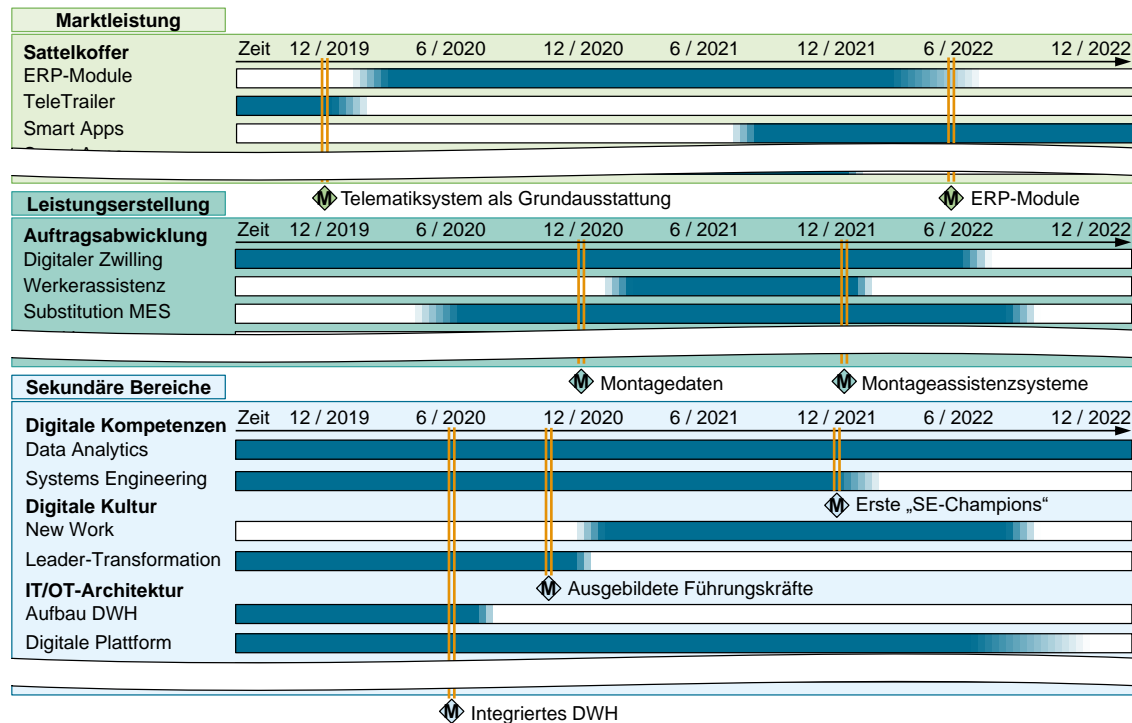 Marktleistung
Sattelkoffer
Zeit 12 / 2019 6 / 2020 12 / 2020 6 / 2021 12 / 2021 6 / 2022 12 / 2022
ERP-Module
TeleTrailer
Smart Apps
M Telematiksystem als Grundausstattung M ERP-Module
Leistungserstellung
Auftragsabwicklung
Zeit 12 / 2019 6 / 2020 12 / 2020 6 / 2021 12 / 2021 6 / 2022 12 / 2022
Digitaler Zwilling
Werkerassistenz
Substitution MES
M Montagedaten M Montageassistenzsysteme
Sekundäre Bereiche
Zeit 12 / 2019 6 / 2020 12 / 2020 6 / 2021 12 / 2021 6 / 2022 12 / 2022
Digitale Kompetenzen
Data Analytics
Systems Engineering
Digitale Kultur M Erste „SE-Champions“
New Work
Leader-Transformation
IT/OT-Architektur M Ausgebildete Führungskräfte
Aufbau DWH
Digitale Plattform
M Integriertes DWH